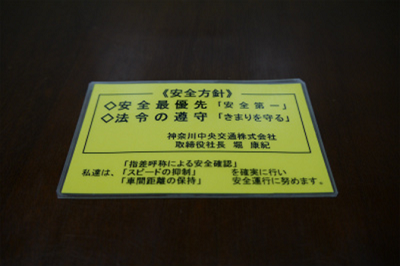 《安全方針》
◇安全最優先「安全第一」
◇法令の遵守「きまりを守る」
神奈川中央交通株式会社
取締役社長 堀 康紀
「指差呼称による安全確認」
私達は、「スピードの抑制」 を確実に行い
「車間距離の保持」 安全運行に努めます。